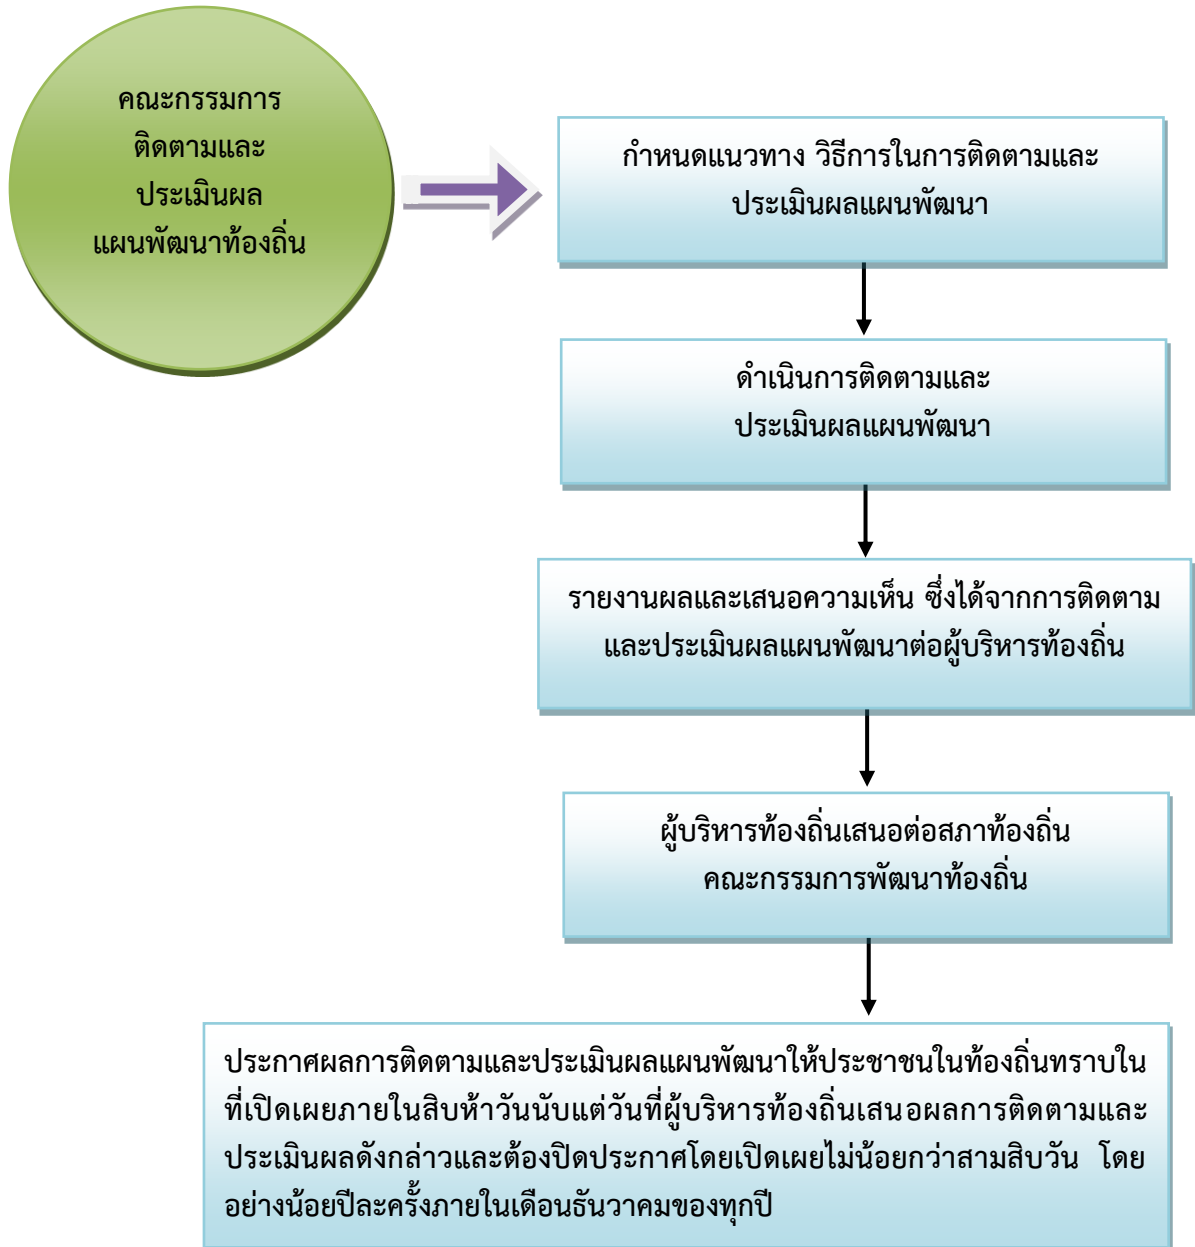 คณะกรรมการ
ติดตามและ
ประเมินผล
แผนพัฒนาท้องถิ่น
กำหนดแนวทาง วิธีการในการติดตามและ
ประเมินผลแผนพัฒนา
ดำเนินการติดตามและ
ประเมินผลแผนพัฒนา
รายงานผลและเสนอความเห็น ซึ่งได้จากการติดตาม
และประเมินผลแผนพัฒนาต่อผู้บริหารท้องถิ่น
ผู้บริหารท้องถิ่นเสนอต่อสภาท้องถิ่น
คณะกรรมการพัฒนาท้องถิ่น
ประกาศผลการติดตามและประเมินผลแผนพัฒนาให้ประชาชนในท้องถิ่นทราบใน
ที่เปิดเผยภายในสิบห้าวันนับแต่วันที่ผู้บริหารท้องถิ่นเสนอผลการติดตามและ
ประเมินผลดังกล่าวและต้องปิดประกาศโดยเปิดเผยไม่น้อยกว่าสามสิบวัน โดย
อย่างน้อยปีละครั้งภายในเดือนธันวาคมของทุกปี